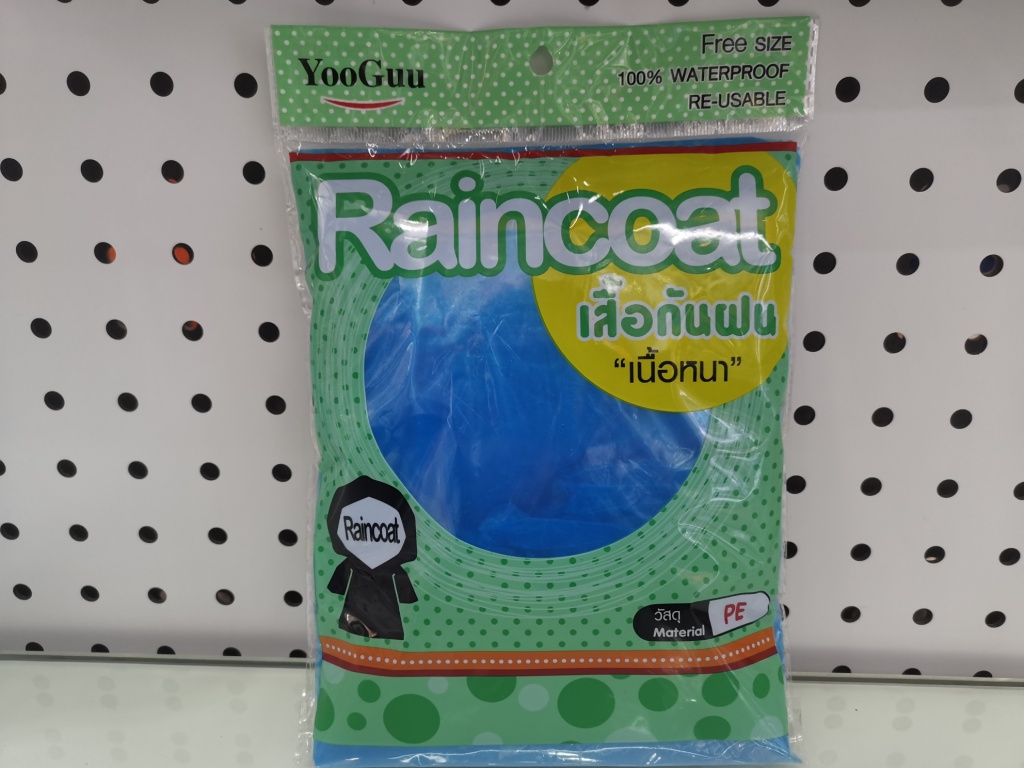 YooGuu
Free SIZE
100% WATERPROOF
RE-USABLE
Raincoat
เสื้อกันฝน
“เนื้อหนา”
Raincoat
วัสดุ
Material
PE